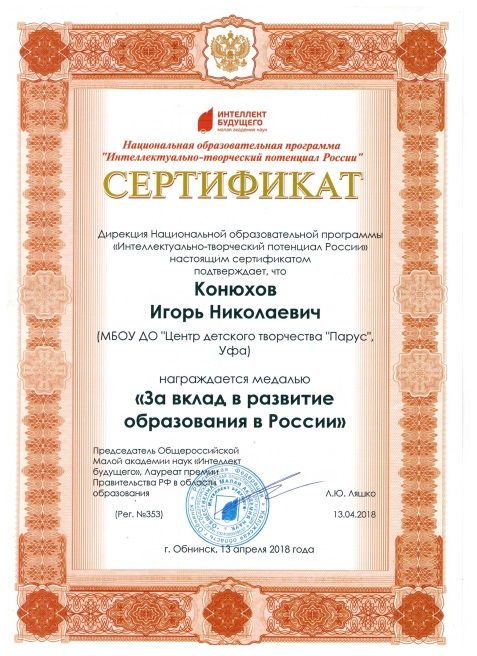 ИНТЕЛЛЕКТ
БУДУЩЕГО
малая академия наук
Национальная образовательная программа
"Интеллектуально-творческий потенциал России"
СЕРТИФИКАТ
Дирекция Национальной образовательной программы
«Интеллектуально-творческий потенциал России»
настоящим сертификатом
подтверждает, что
Конюхов
Игорь Николаевич
(МБОУ ДО "Центр детского творчества "Парус",
Уфа)
награждается медалью
«За вклад в развитие
образования в России»
Председатель Общероссийской
Малой академии наук «Интеллект
будущего», Лауреат премии
Правительства РФ в области
образования
Л.Ю. Ляшко
(Рег. №353)
13.04.2018
г. Обнинск, 13 апреля 2018 года